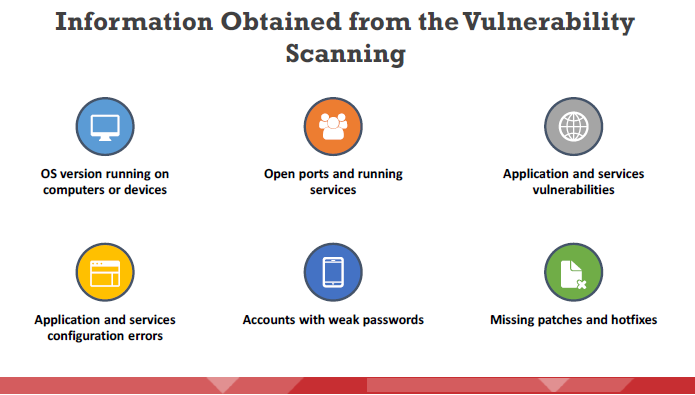 Information Obtained from the Vulnerability
Scanning
OS version running on
computers or devices
Open ports and running
services
Application and services
vulnerabilities
Application and services
configuration errors
Accounts with weak passwords
Missing patches and hotfixes